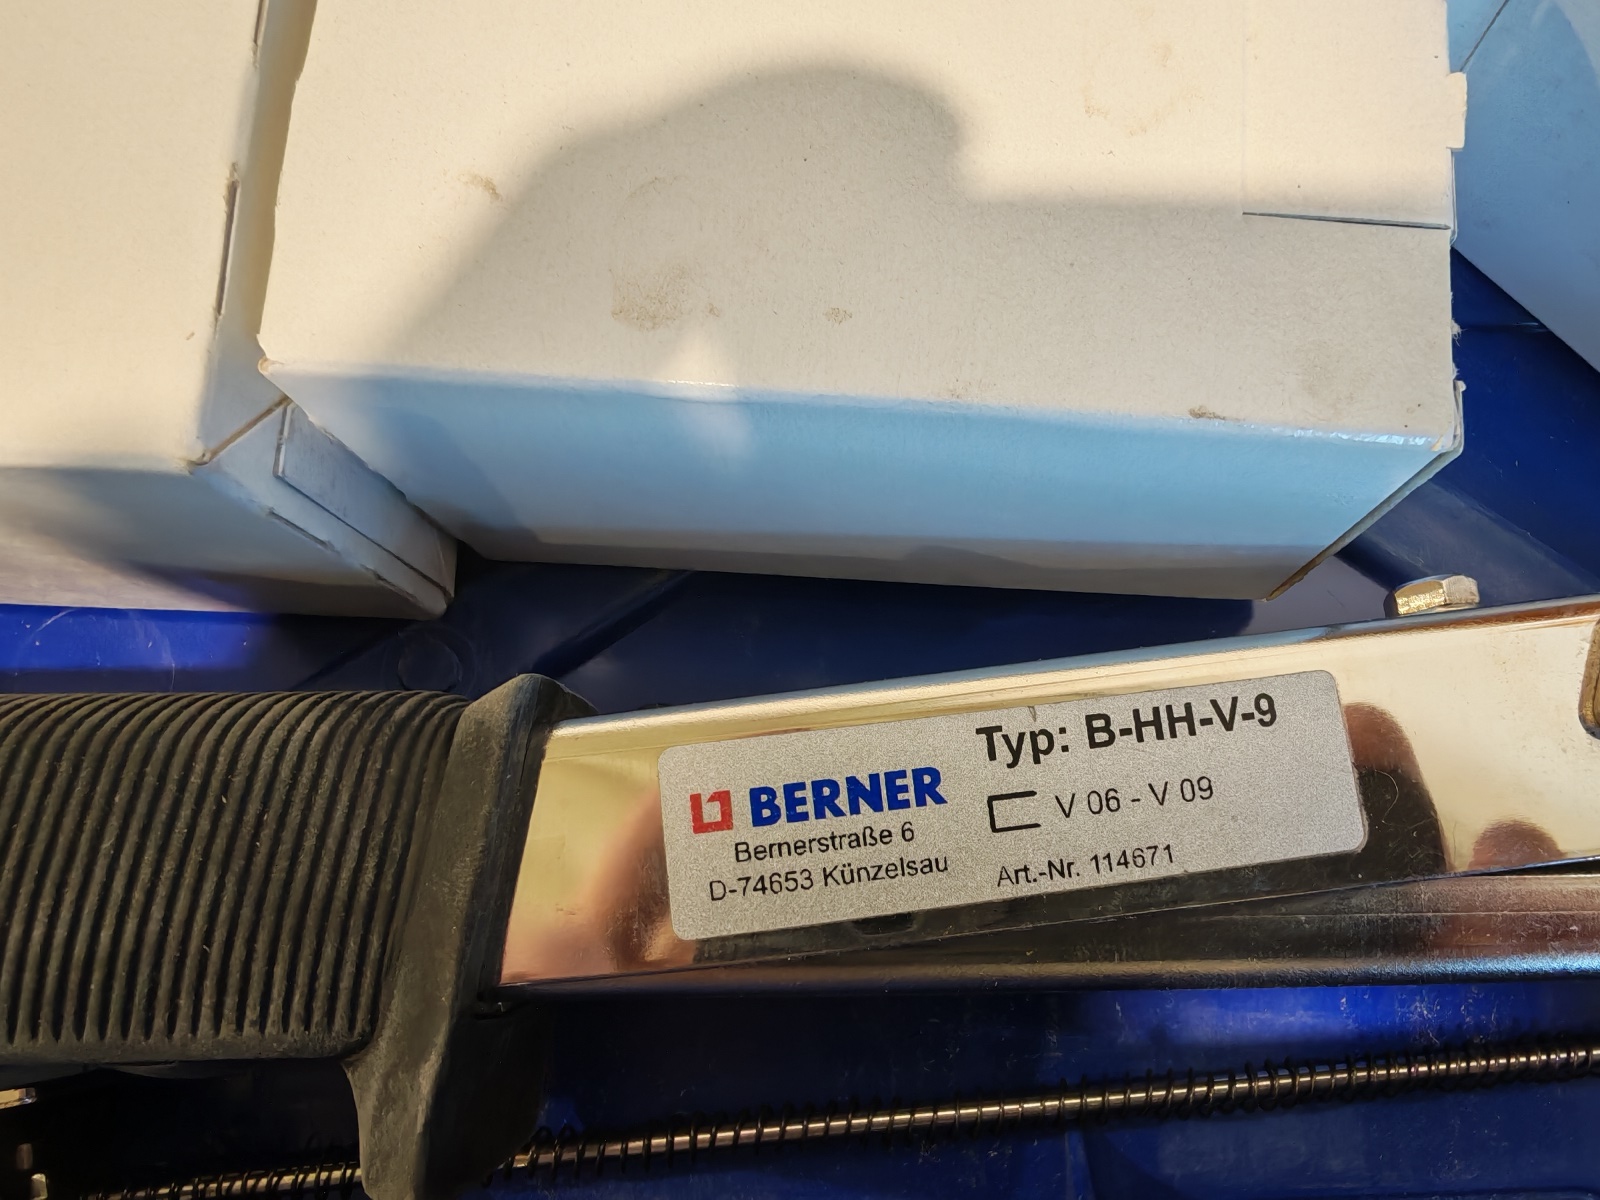 BERNER
Bernerstraße 6
D-74653 Künzelsau
Typ: B-HH-V-9
V 06 - V 09
Art.-Nr. 114671